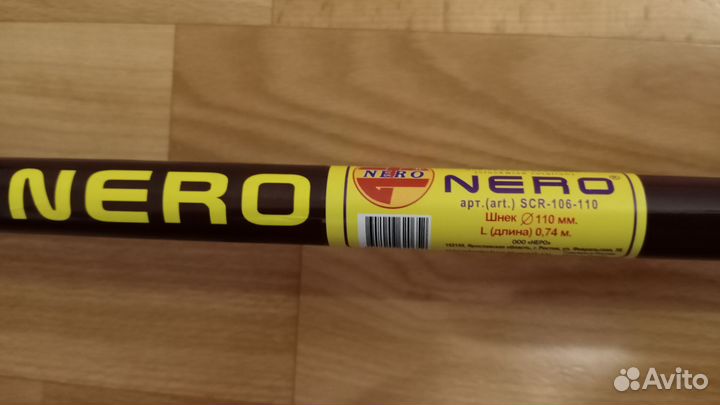 NERO
NERO
NERO®
арт.(art.) SCR-106-110
Шнек ⌀ 110 мм.
L (длина) 0,74 м.
ООО «НЕРО»
Avito